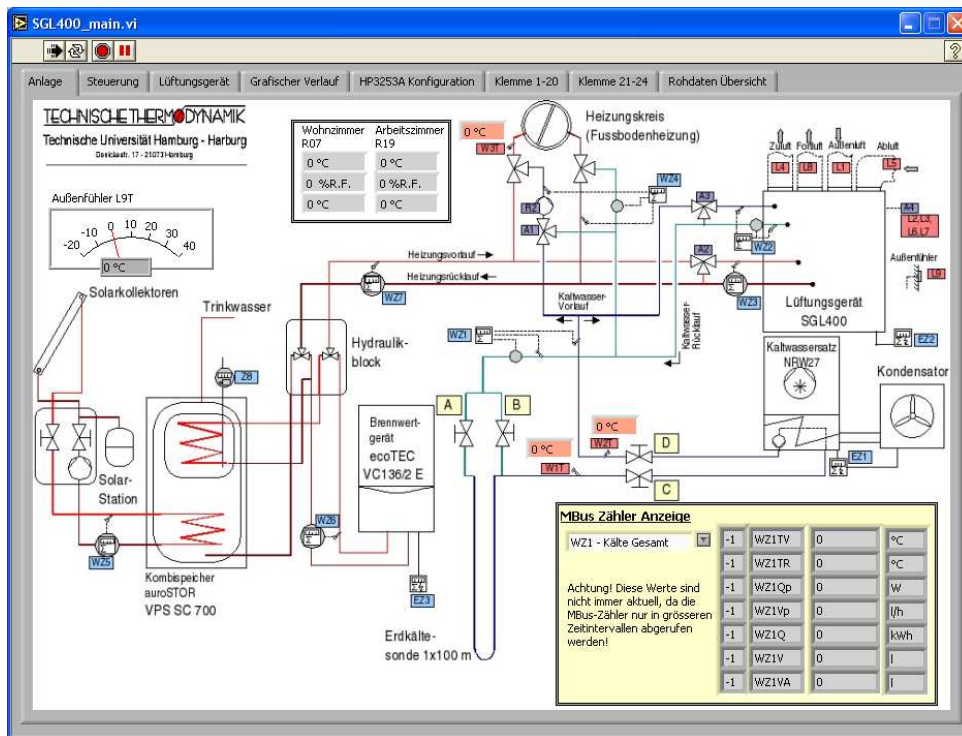 SGL400_main.vi
Anlage
Steuerung
Lüftungsgerät
Grafischer Verlauf
HP3253A Konfiguration
Klemme 1-20
Klemme 21-24
Rohdaten Übersicht
TECHNISCHE THERMODYNAMIK
Technische Universität Hamburg - Harburg
Denickestr. 17 - 21073 Hamburg
Wohnzimmer
R07
Arbeitszimmer
R19
0 °C
0 °C
0 %R.F.
0 %R.F.
0 °C
0 °C
0 °C
W3T
Heizungskreis
(Fussbodenheizung)
Zuluft
Fortluft
Außenluft
Abluft
L4
L8
L1
L5
Außenfühler L9T
-20
-10
0
10
20
30
40
0 °C
WZ4
R2
A1
A3
A2
WZ2
A4
L2, L3,
L6, L7
Außenfühler
L9
Heizungsvorlauf
Heizungsrücklauf
WZ7
WZ3
Lüftungsgerät
SGL400
Solarkollektoren
Trinkwasser
Kaltwasser-
Vorlauf
Kaltwasser
Rücklauf
WZ1
Hydraulik-
block
EZ2
Kaltwassersatz
NRW27
Kondensator
Z8
A
B
Brennwert-
gerät
ecoTEC
VC136/2 E
0 °C
W2T
D
0 °C
W1T
C
EZ1
Solar-
Station
WZ5
WZ6
EZ3
Kombispeicher
auroSTOR
VPS SC 700
Erdkälte-
sonde 1x100 m
MBus Zähler Anzeige
WZ1 - Kälte Gesamt
Achtung! Diese Werte sind
nicht immer aktuell, da die
MBus-Zähler nur in grösseren
Zeitintervallen abgerufen
werden!
-1 WZ1TV 0 °C
-1 WZ1TR 0 °C
-1 WZ1Qp 0 W
-1 WZ1Vp 0 l/h
-1 WZ1Q 0 kWh
-1 WZ1V 0 l
-1 WZ1VA 0 l